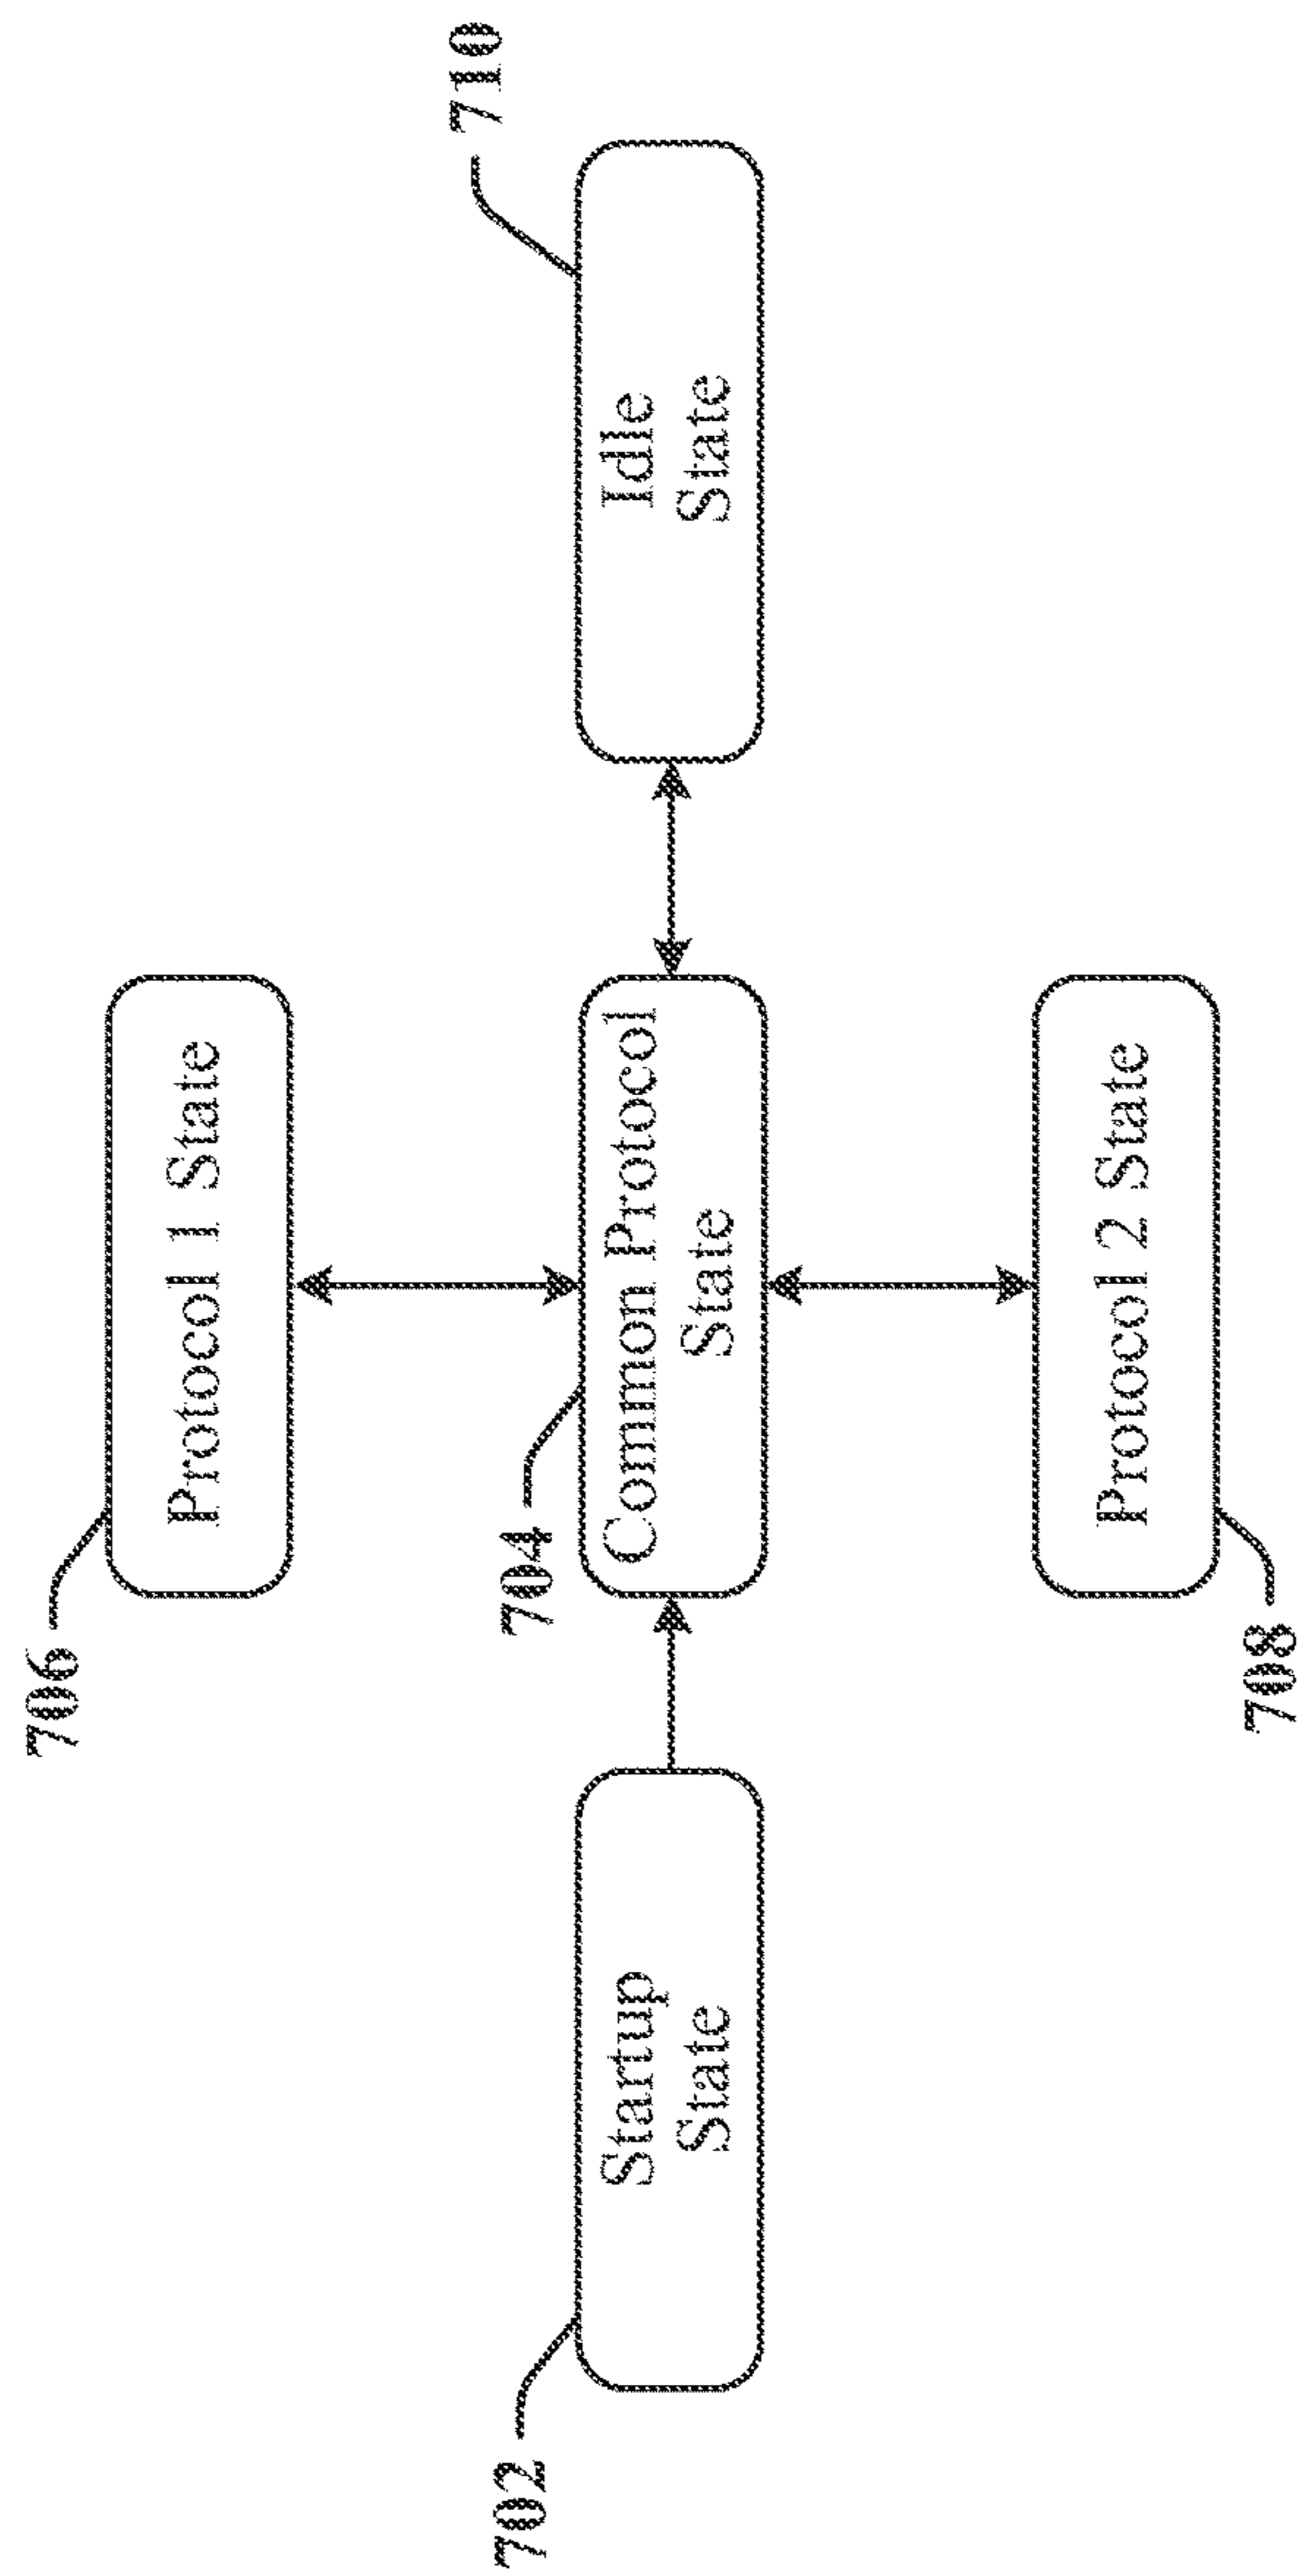 706
Protocol 1 State
702
Startup
State
704
Common Protocol
State
710
Idle
State
708
Protocol 2 State